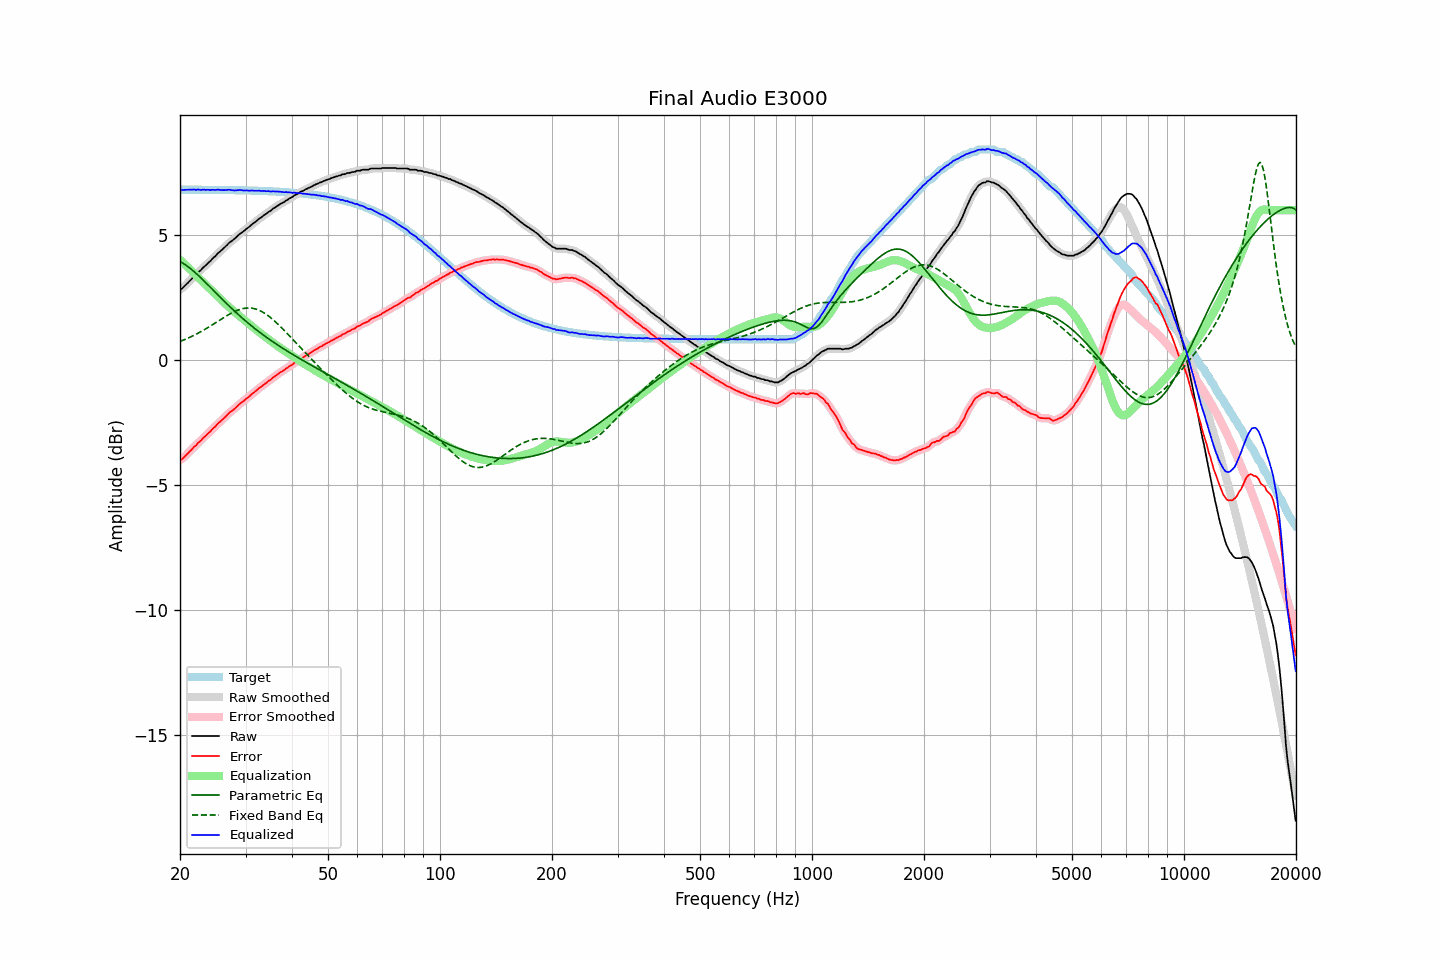 Final Audio E3000
Amplitude (dBr)
5
0
−5
−10
−15
Target
Raw Smoothed
Error Smoothed
Raw
Error
Equalization
Parametric Eq
Fixed Band Eq
Equalized
20 50 100 200 500 1000 2000 5000 10000 20000
Frequency (Hz)